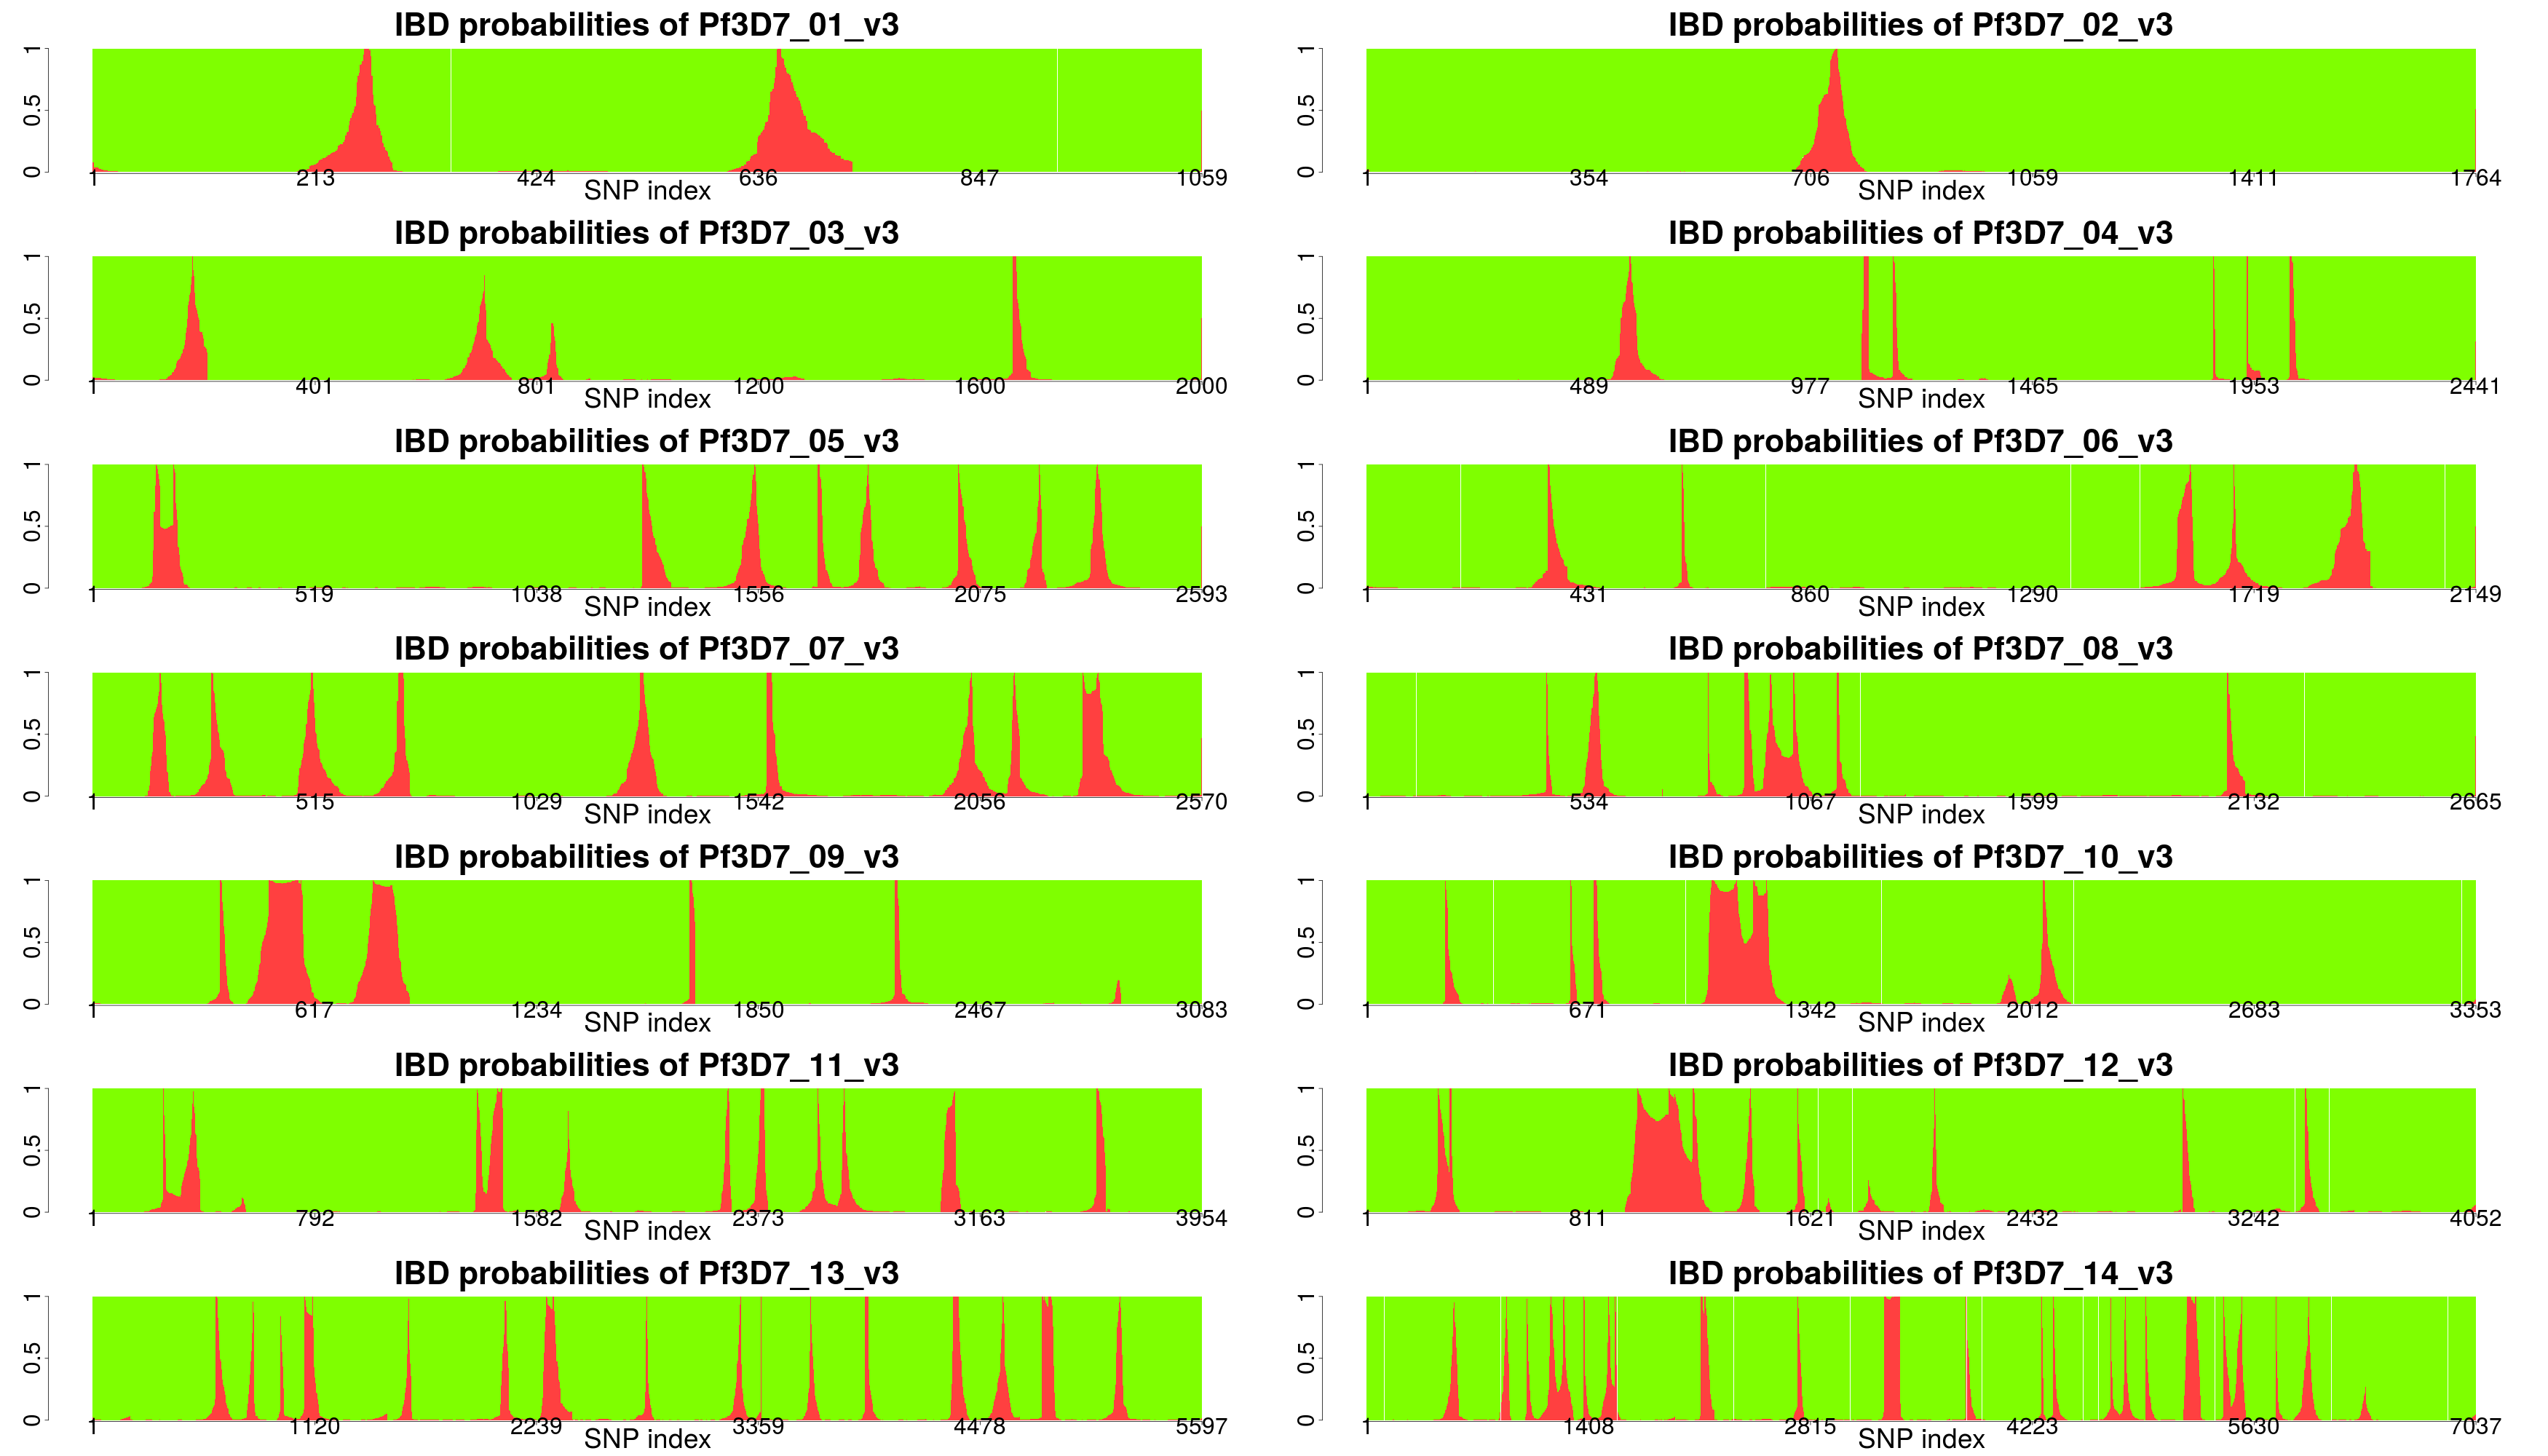 IBD probabilities of Pf3D7_01_v3
0 0.5 1
1 213 424 636 847 1059
SNP index
IBD probabilities of Pf3D7_02_v3
0 0.5 1
1 354 706 1059 1411 1764
SNP index
IBD probabilities of Pf3D7_03_v3
0 0.5 1
1 401 801 1200 1600 2000
SNP index
IBD probabilities of Pf3D7_04_v3
0 0.5 1
1 489 977 1465 1953 2441
SNP index
IBD probabilities of Pf3D7_05_v3
0 0.5 1
1 519 1038 1556 2075 2593
SNP index
IBD probabilities of Pf3D7_06_v3
0 0.5 1
1 431 860 1290 1719 2149
SNP index
IBD probabilities of Pf3D7_07_v3
0 0.5 1
1 515 1029 1542 2056 2570
SNP index
IBD probabilities of Pf3D7_08_v3
0 0.5 1
1 534 1067 1599 2132 2665
SNP index
IBD probabilities of Pf3D7_09_v3
0 0.5 1
1 617 1234 1850 2467 3083
SNP index
IBD probabilities of Pf3D7_10_v3
0 0.5 1
1 671 1342 2012 2683 3353
SNP index
IBD probabilities of Pf3D7_11_v3
0 0.5 1
1 792 1582 2373 3163 3954
SNP index
IBD probabilities of Pf3D7_12_v3
0 0.5 1
1 811 1621 2432 3242 4052
SNP index
IBD probabilities of Pf3D7_13_v3
0 0.5 1
1 1120 2239 3359 4478 5597
SNP index
IBD probabilities of Pf3D7_14_v3
0 0.5 1
1 1408 2815 4223 5630 7037
SNP index